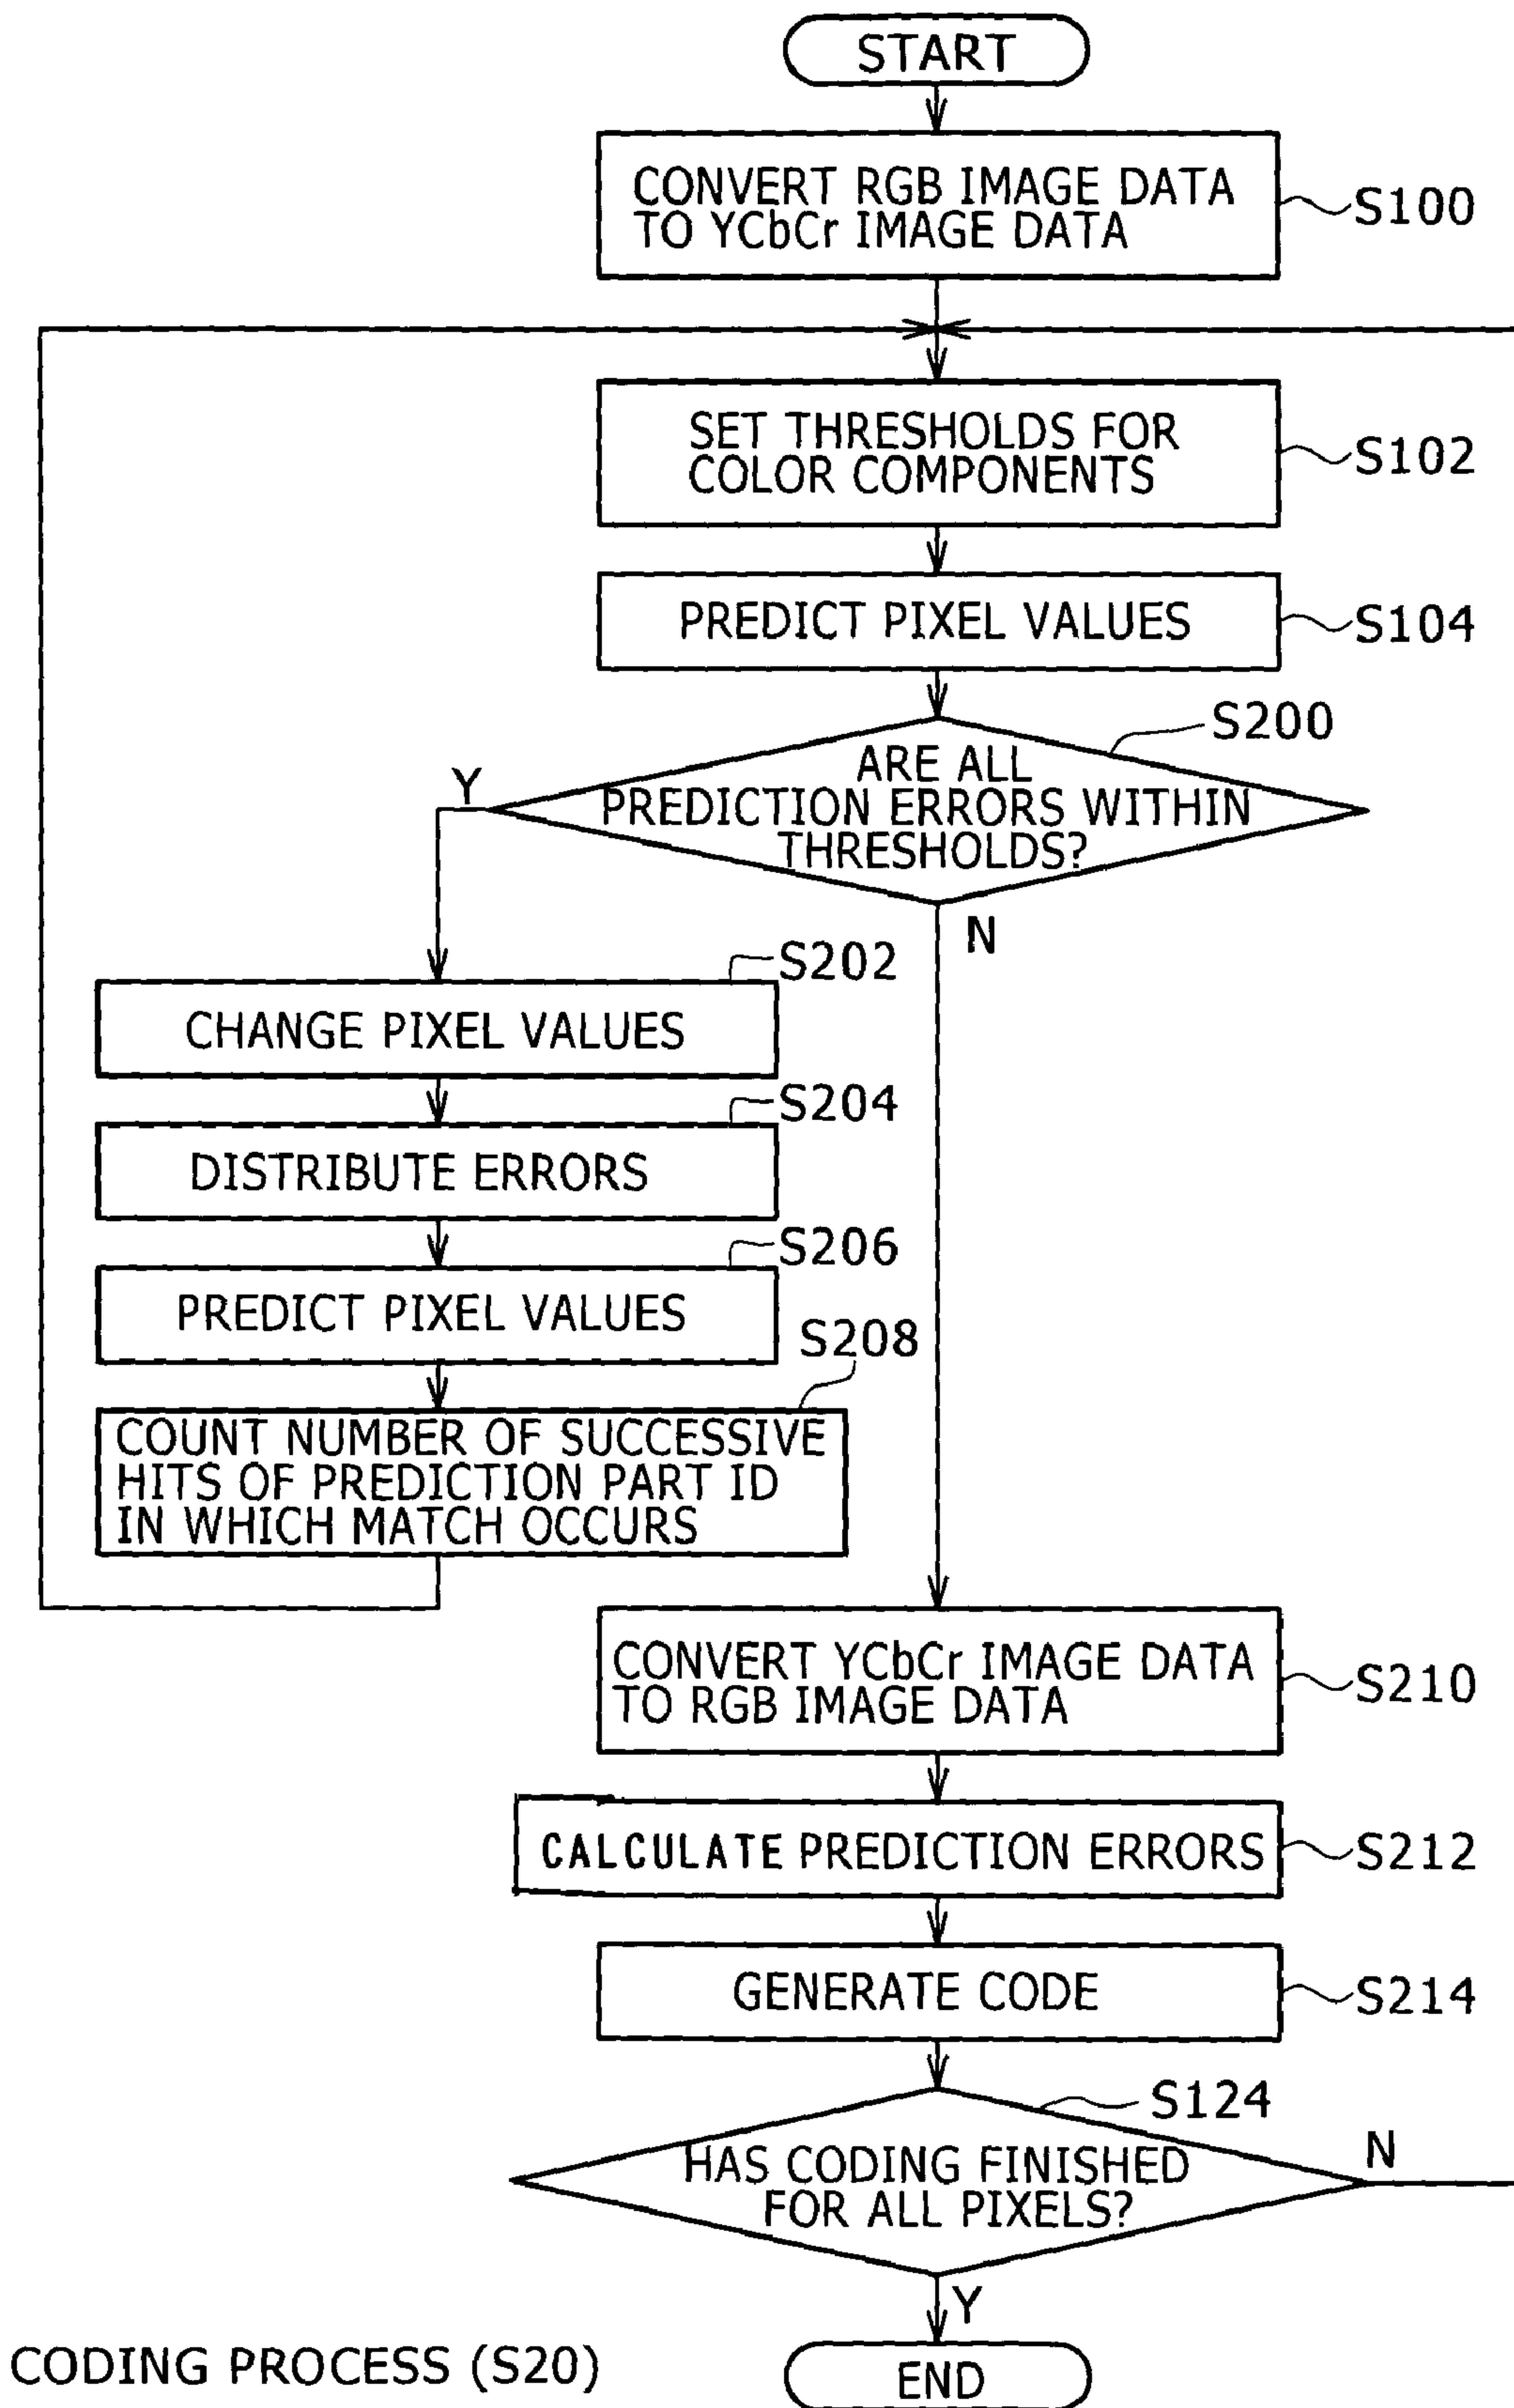 START
CONVERT RGB IMAGE DATA
TO YCbCr IMAGE DATA
S100
SET THRESHOLDS FOR
COLOR COMPONENTS
S102
PREDICT PIXEL VALUES
S104
S200
ARE ALL
PREDICTION ERRORS WITHIN
THRESHOLDS?
Y
N
S202
CHANGE PIXEL VALUES
S204
DISTRIBUTE ERRORS
S206
PREDICT PIXEL VALUES
S208
COUNT NUMBER OF SUCCESSIVE
HITS OF PREDICTION PART ID
IN WHICH MATCH OCCURS
CONVERT YCbCr IMAGE DATA
TO RGB IMAGE DATA
S210
CALCULATE PREDICTION ERRORS
S212
GENERATE CODE
S214
S124
HAS CODING FINISHED
FOR ALL PIXELS?
N
Y
END
CODING PROCESS (S20)